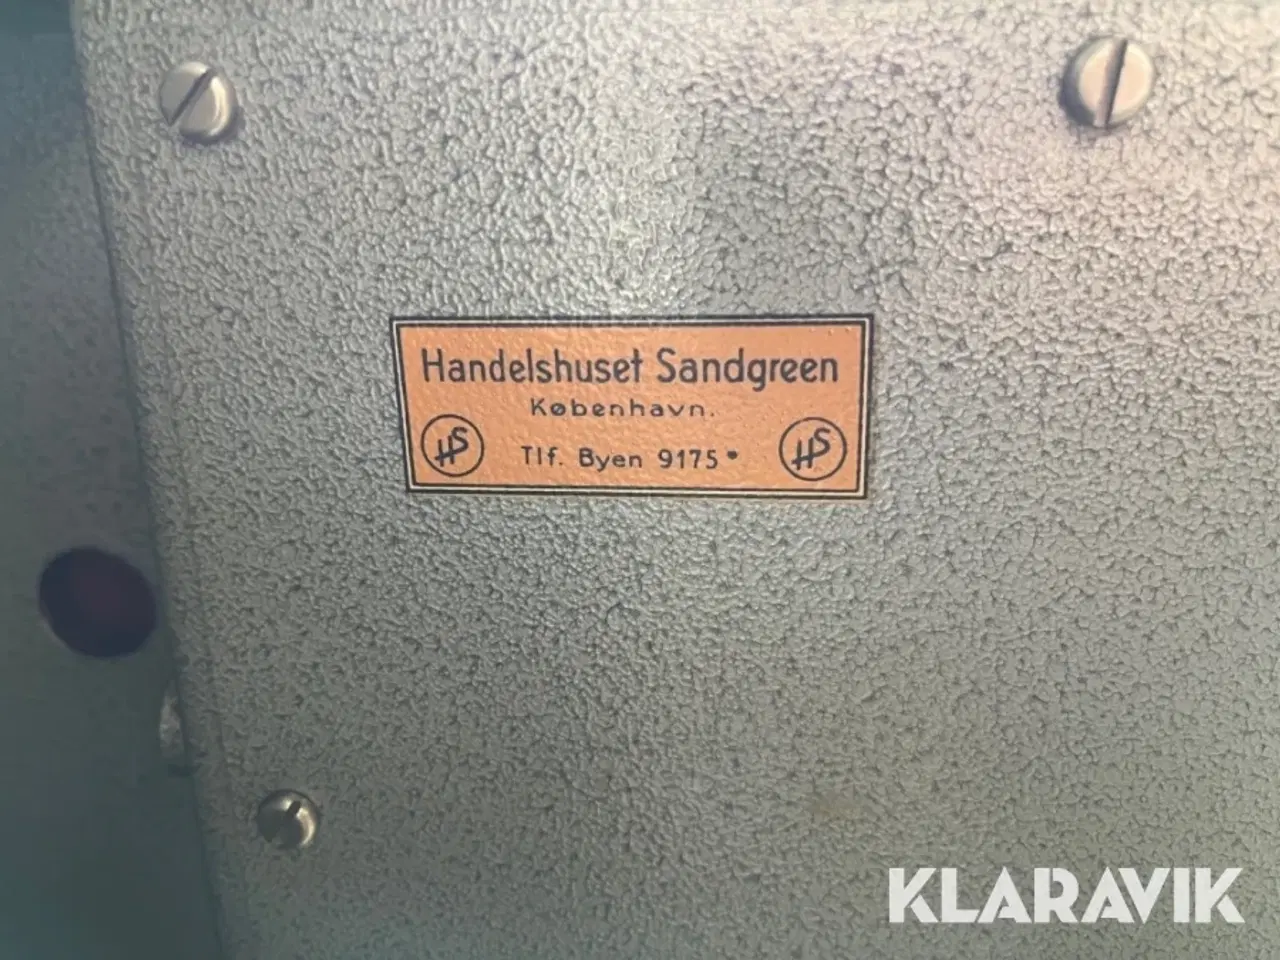 Handelshuset Sandgreen
København.
HS Tlf. Byen 9175* HS
KLARAVIK